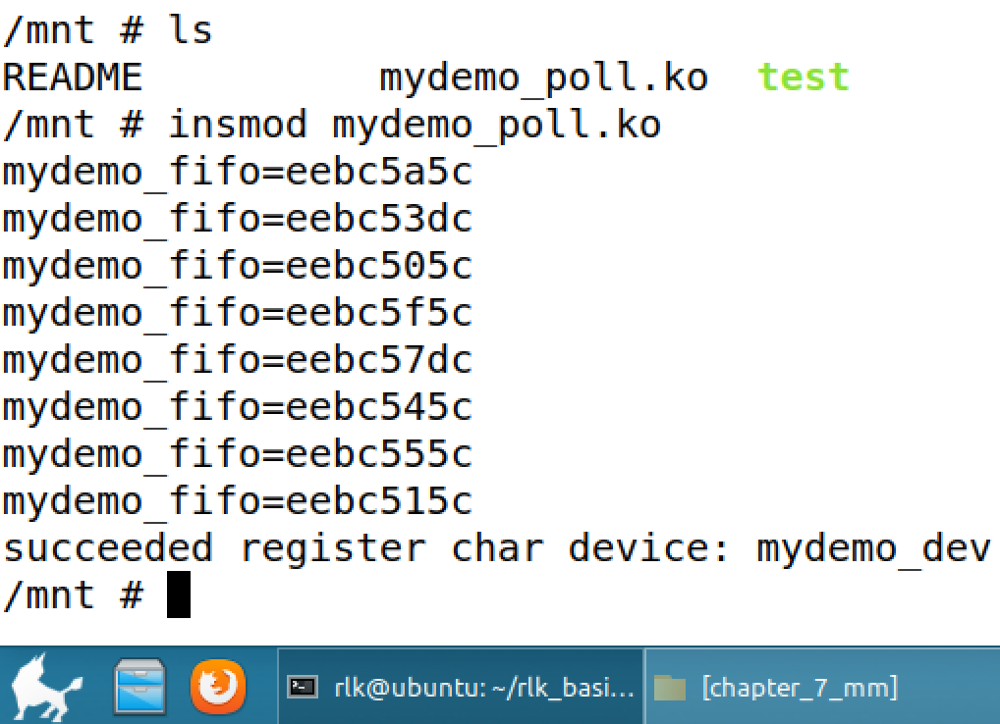 /mnt # ls
README          mydemo_poll.ko  test
/mnt # insmod mydemo_poll.ko
mydemo_fifo=eebc5a5c
mydemo_fifo=eebc53dc
mydemo_fifo=eebc505c
mydemo_fifo=eebc5f5c
mydemo_fifo=eebc57dc
mydemo_fifo=eebc545c
mydemo_fifo=eebc555c
mydemo_fifo=eebc515c
succeeded register char device: mydemo_dev
/mnt #
rlk@ubuntu: ~/rlk_basi... [chapter_7_mm]